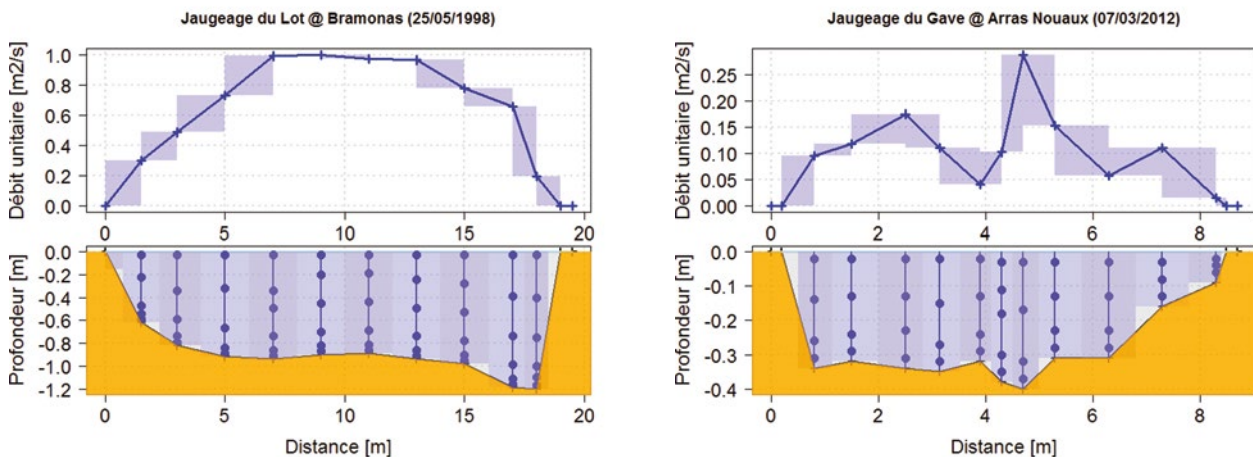 Jaugeage du Lot @ Bramonas (25/05/1998)
Débit unitaire [m2/s]
1.0
0.8
0.6
0.4
0.2
0.0
0 5 10 15 20
Profondeur [m]
0.0
-0.2
-0.4
-0.6
-0.8
-1.0
-1.2
0 5 10 15 20
Distance [m]
Jaugeage du Gave @ Arras Nouaux (07/03/2012)
Débit unitaire [m2/s]
0.25
0.20
0.15
0.10
0.05
0.00
0 2 4 6 8
Profondeur [m]
0.0
-0.1
-0.2
-0.3
-0.4
0 2 4 6 8
Distance [m]